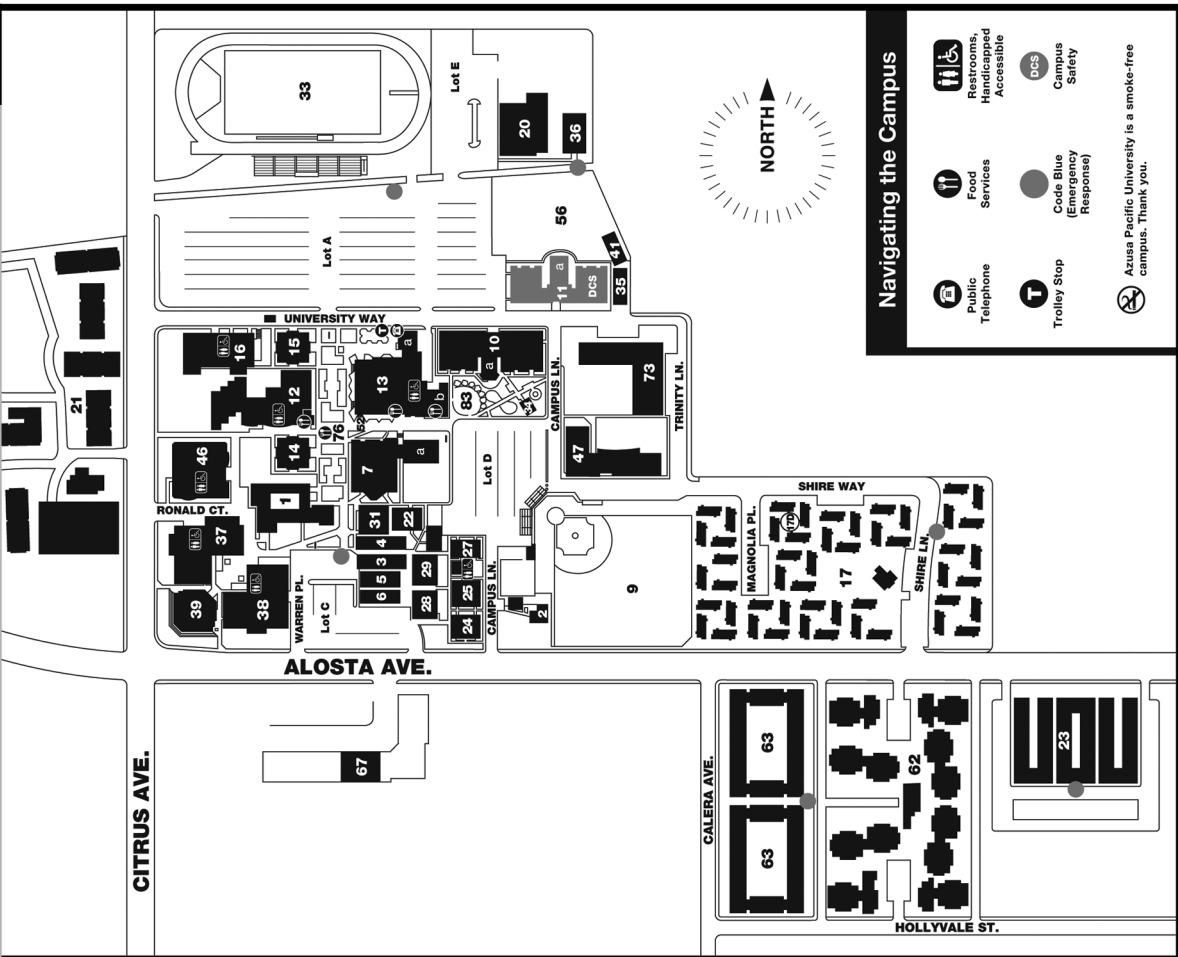 Navigating the Campus
Restrooms,
Handicapped
Accessible
Food
Services
Public
Telephone
DCS
Campus
Safety
Code Blue
(Emergency
Response)
T
Trolley Stop
Azusa Pacific University is a smoke-free
campus. Thank you.
NORTH
33
Lot E
20
36
56
Lot A
41
a
11
DCS
35
UNIVERSITY WAY
21
16
15
T
a
10
a
12
13
b
83
CAMPUS LN.
73
TRINITY LN.
76
52
14
46
7
a
Lot D
47
1
RONALD CT.
31
22
SHIRE WAY
37
4
27
MAGNOLIA PL.
17D
3
29
5
6
25
CAMPUS LN.
9
17
SHIRE LN.
39
38
WARREN PL.
Lot C
28
24
2
ALOSTA AVE.
CITRUS AVE.
67
CALERA AVE.
63
63
62
23
HOLLYVALE ST.